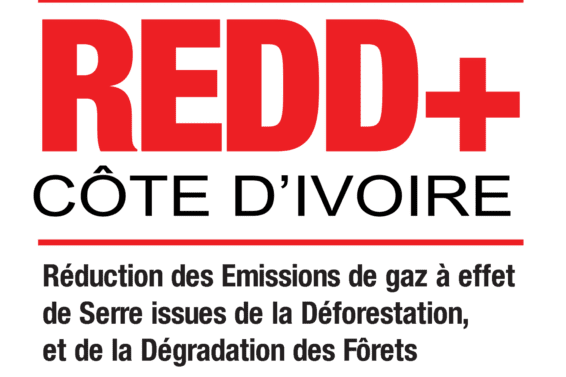 REDD+
CÔTE D'IVOIRE
Réduction des Emissions de gaz à effet
de Serre issues de la Déforestation,
et de la Dégradation des Fôrets